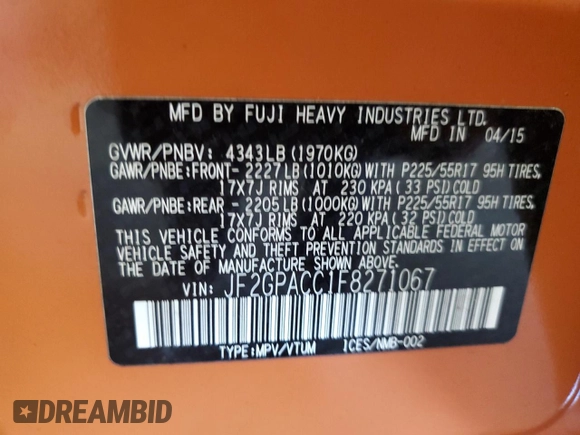 MFD BY FUJI HEAVY INDUSTRIES LTD.
MFD IN 04/15
GVWR/PNBV: 4343LB(1970KG)
GAWR/PNBE:FRONT-2227LB(1010KG)WITH P225/55R17 95H TIRES,
17X7J RIMS AT 230 KPA(33 PSI)COLD
GAWR/PNBE:REAR -2205LB(1000KG)WITH P225/55R17 95H TIRES,
17X7J RIMS AT 220 KPA(32 PSI)COLD
THIS VEHICLE CONFORMS TO ALL APPLICABLE FEDERAL MOTOR
VEHICLE SAFETY AND THEFT PREVENTION STANDARDS IN EFFECT ON
THE DATE OF MANUFACTURE SHOWN ABOVE.
VIN: JF2GPACC1F8271067
TYPE:MPV/VTUM ICES/NMB-002
DREAMBID